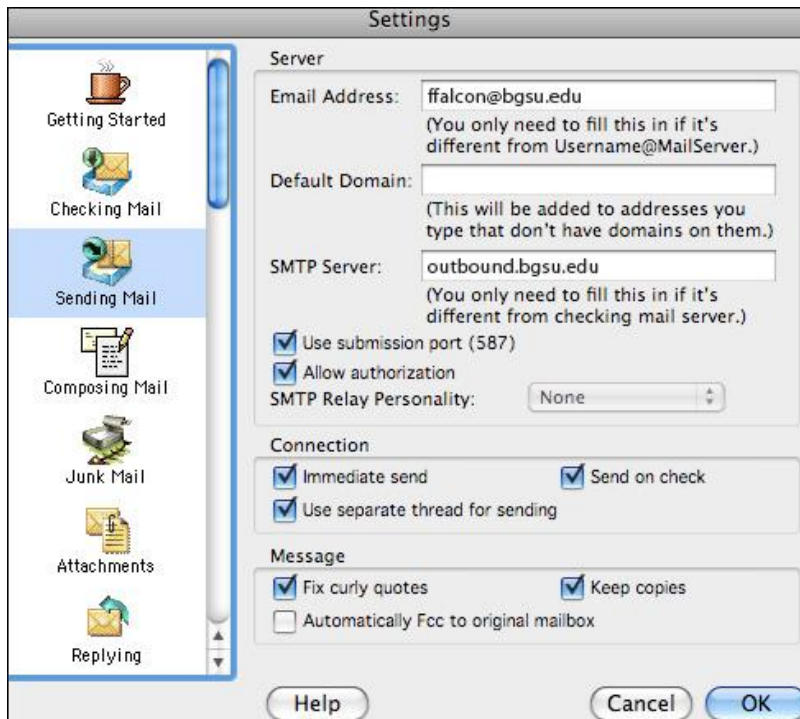 Settings
Getting Started
Checking Mail
Sending Mail
Composing Mail
Junk Mail
Attachments
Replying
Server
Email Address: ffalcon@bgsu.edu
(You only need to fill this in if it's
different from Username@MailServer.)
Default Domain:
(This will be added to addresses you
type that don't have domains on them.)
SMTP Server: outbound.bgsu.edu
(You only need to fill this in if it's
different from checking mail server.)
Use submission port (587)
Allow authorization
SMTP Relay Personality: None
Connection
Immediate send Send on check
Use separate thread for sending
Message
Fix curly quotes Keep copies
Automatically Fcc to original mailbox
Help Cancel OK